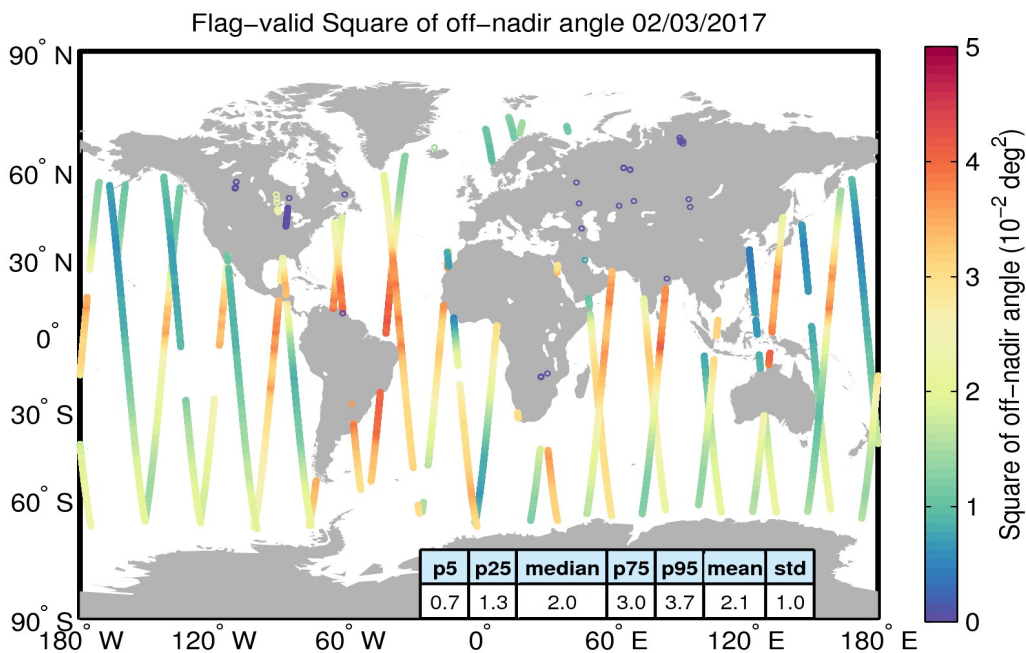 Flag-valid Square of off-nadir angle 02/03/2017
90° N
60° N
30° N
0°
30° S
60° S
90° S
180° W
120° W
60° W
0°
60° E
120° E
180° E
p5 p25 median p75 p95 mean std
0.7 1.3 2.0 3.0 3.7 2.1 1.0
5
4
3
2
1
0
Square of off-nadir angle (10⁻² deg²)